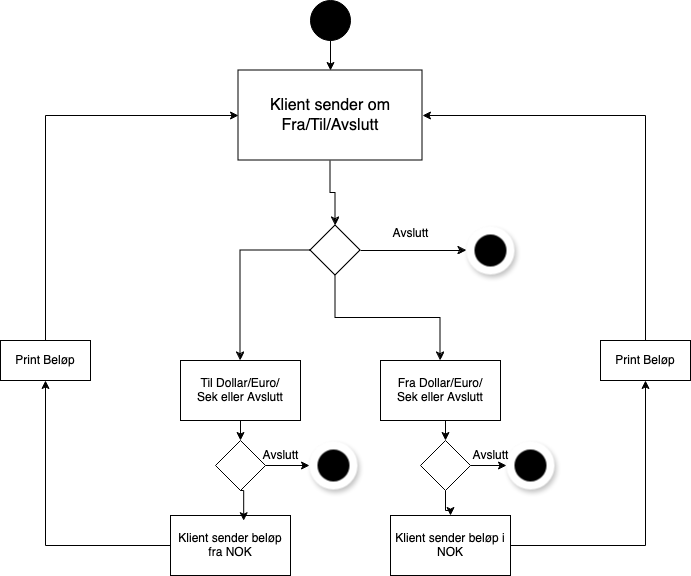 Klient sender om
Fra/Til/Avslutt
Avslutt
Print Beløp
Til Dollar/Euro/
Sek eller Avslutt
Fra Dollar/Euro/
Sek eller Avslutt
Print Beløp
Avslutt
Avslutt
Klient sender beløp
fra NOK
Klient sender beløp i
NOK